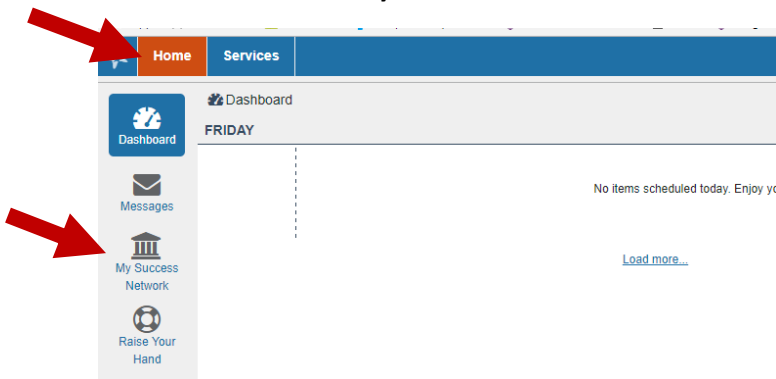 Home Services
Dashboard
FRIDAY
Dashboard
No items scheduled today. Enjoy
Messages
My Success
Network
Load more...
Raise Your
Hand